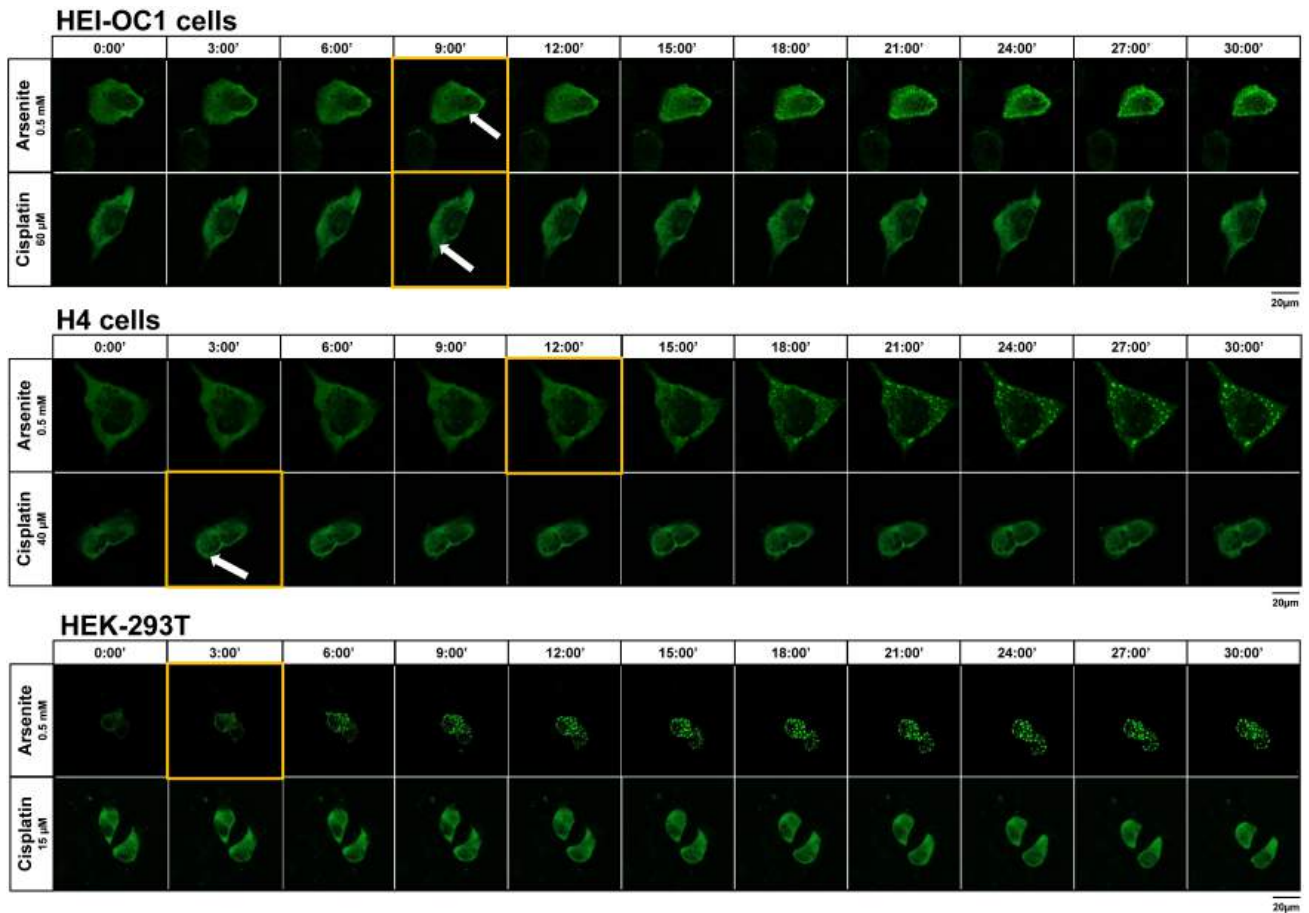 HEI-OC1 cells
0:00' 3:00' 6:00' 9:00' 12:00' 15:00' 18:00' 21:00' 24:00' 27:00' 30:00'
Arsenite
0.5 mM
Cisplatin
60 µM
20µm
H4 cells
0:00' 3:00' 6:00' 9:00' 12:00' 15:00' 18:00' 21:00' 24:00' 27:00' 30:00'
Arsenite
0.5 mM
Cisplatin
40 µM
20µm
HEK-293T
0:00' 3:00' 6:00' 9:00' 12:00' 15:00' 18:00' 21:00' 24:00' 27:00' 30:00'
Arsenite
0.5 mM
Cisplatin
15 µM
20µm